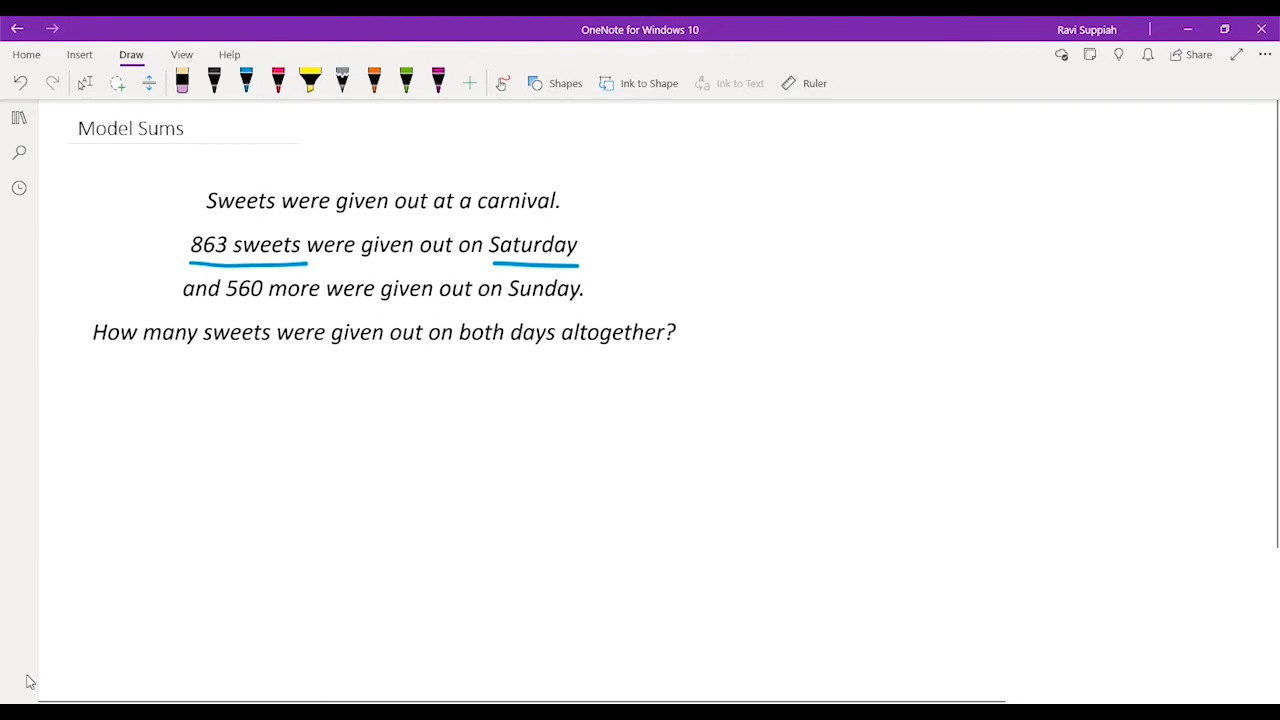 OneNote for Windows 10
Ravi Suppiah
Home Insert Draw View Help
Share
Shapes Ink to Shape Ink to Text Ruler
Model Sums
Sweets were given out at a carnival.
863 sweets were given out on Saturday
and 560 more were given out on Sunday.
How many sweets were given out on both days altogether?